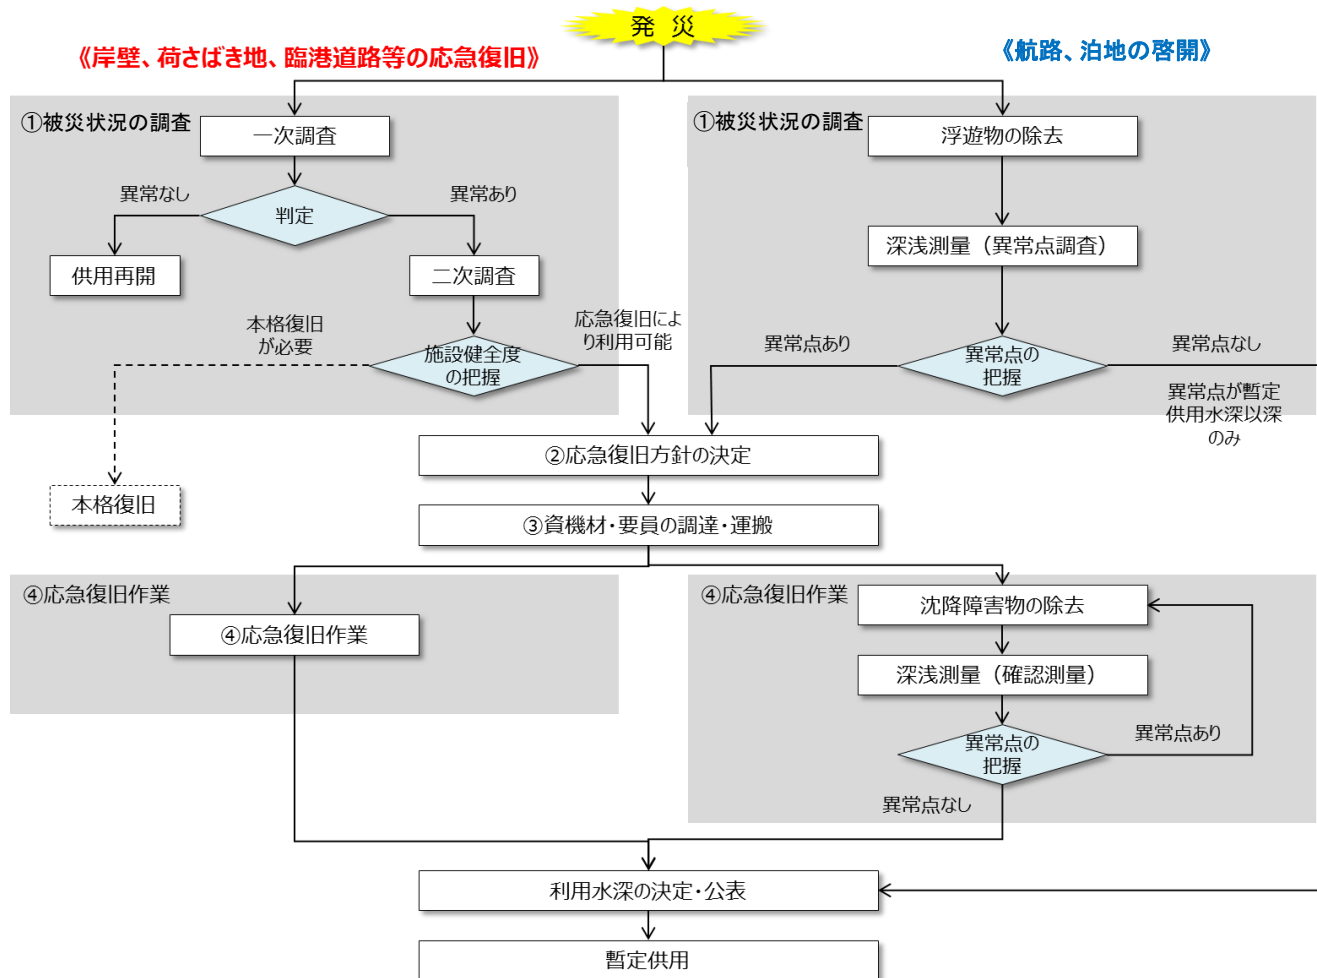 発 災
《岸壁、荷さばき地、臨港道路等の応急復旧》
《航路、泊地の啓開》
①被災状況の調査
一次調査
異常なし
異常あり
判定
供用再開
二次調査
本格復旧
が必要
応急復旧によ
り利用可能
施設健全度
の把握
本格復旧
①被災状況の調査
浮遊物の除去
深浅測量（異常点調査）
異常点あり
異常点なし
異常点の
把握
異常点が暫定
供用水深以深
のみ
②応急復旧方針の決定
③資機材・要員の調達・運搬
④応急復旧作業
④応急復旧作業
④応急復旧作業
沈降障害物の除去
深浅測量（確認測量）
異常点の
把握
異常点あり
異常点なし
利用水深の決定・公表
暫定供用